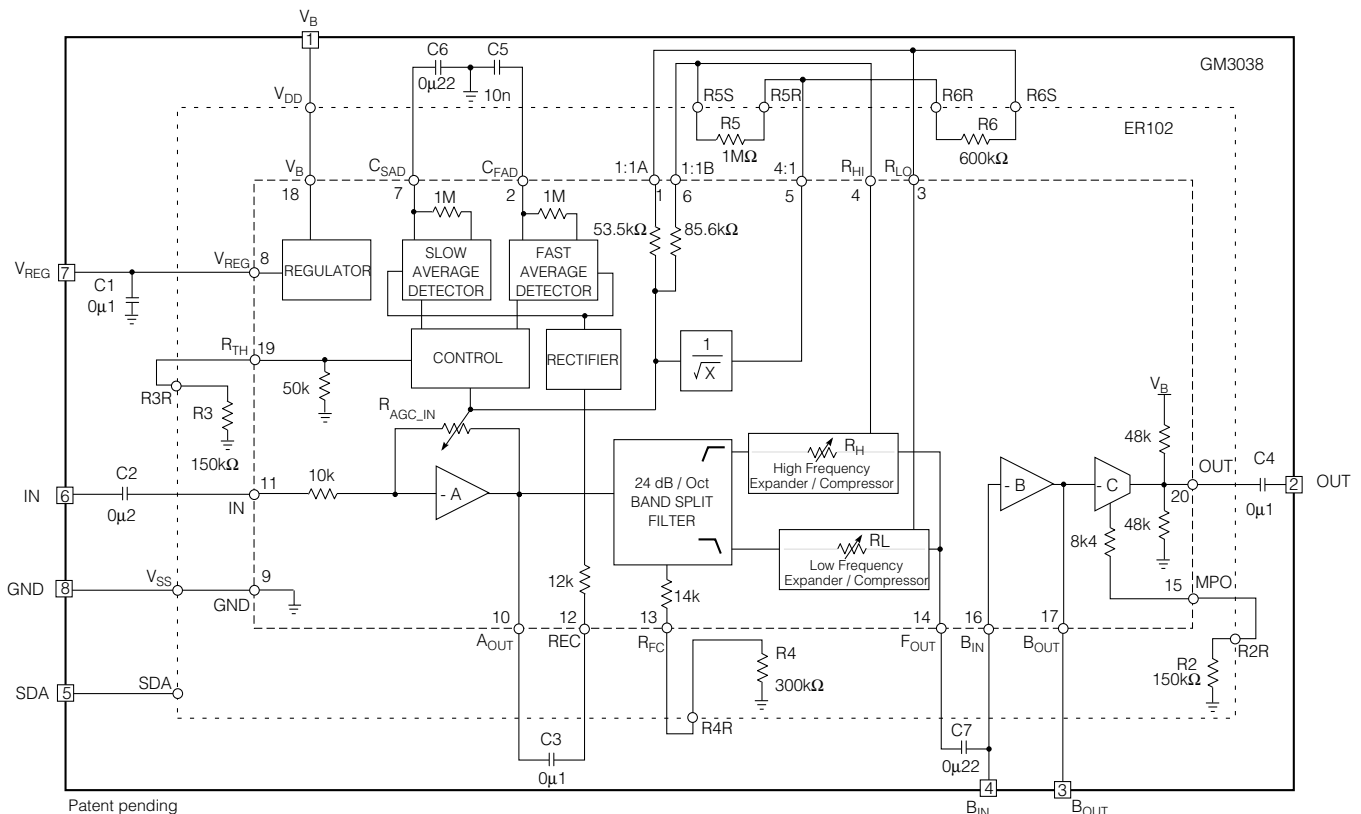 VB
1
C6
0µ22
C5
10n
GM3038
VDD
R5S
R5R
R5
1MΩ
R6R
R6S
R6
600kΩ
ER102
VB
18
CSAD
7
CFAD
2
1:1A
1
1:1B
6
4:1
5
RHI
4
RLO
3
1M
1M
53.5kΩ
85.6kΩ
VREG
7
C1
0µ1
VREG
8
REGULATOR
SLOW
AVERAGE
DETECTOR
FAST
AVERAGE
DETECTOR
RTH
19
CONTROL
RECTIFIER
1
√X
50k
R3R
R3
150kΩ
RAGC_IN
VB
48k
IN
6
C2
0µ2
11
IN
10k
- A
24 dB / Oct
BAND SPLIT
FILTER
RH
High Frequency
Expander / Compressor
RL
Low Frequency
Expander / Compressor
- B
- C
OUT
20
C4
0µ1
2
OUT
48k
8k4
GND
8
VSS
9
GND
12k
14k
15
MPO
10
AOUT
12
REC
13
RFC
14
FOUT
16
BIN
17
BOUT
R2R
R2
150kΩ
R4
300kΩ
SDA
5
SDA
R4R
C3
0µ1
C7
0µ22
4
BIN
3
BOUT
Patent pending